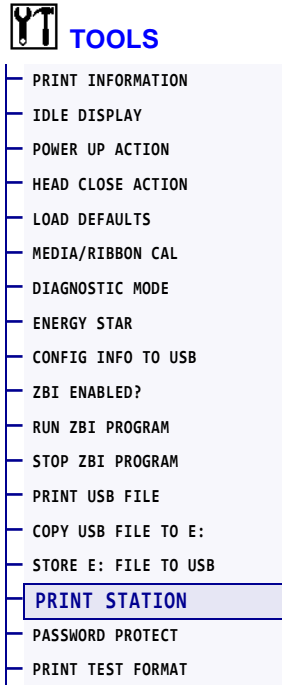 TOOLS
PRINT INFORMATION
IDLE DISPLAY
POWER UP ACTION
HEAD CLOSE ACTION
LOAD DEFAULTS
MEDIA/RIBBON CAL
DIAGNOSTIC MODE
ENERGY STAR
CONFIG INFO TO USB
ZBI ENABLED?
RUN ZBI PROGRAM
STOP ZBI PROGRAM
PRINT USB FILE
COPY USB FILE TO E:
STORE E: FILE TO USB
PRINT STATION
PASSWORD PROTECT
PRINT TEST FORMAT